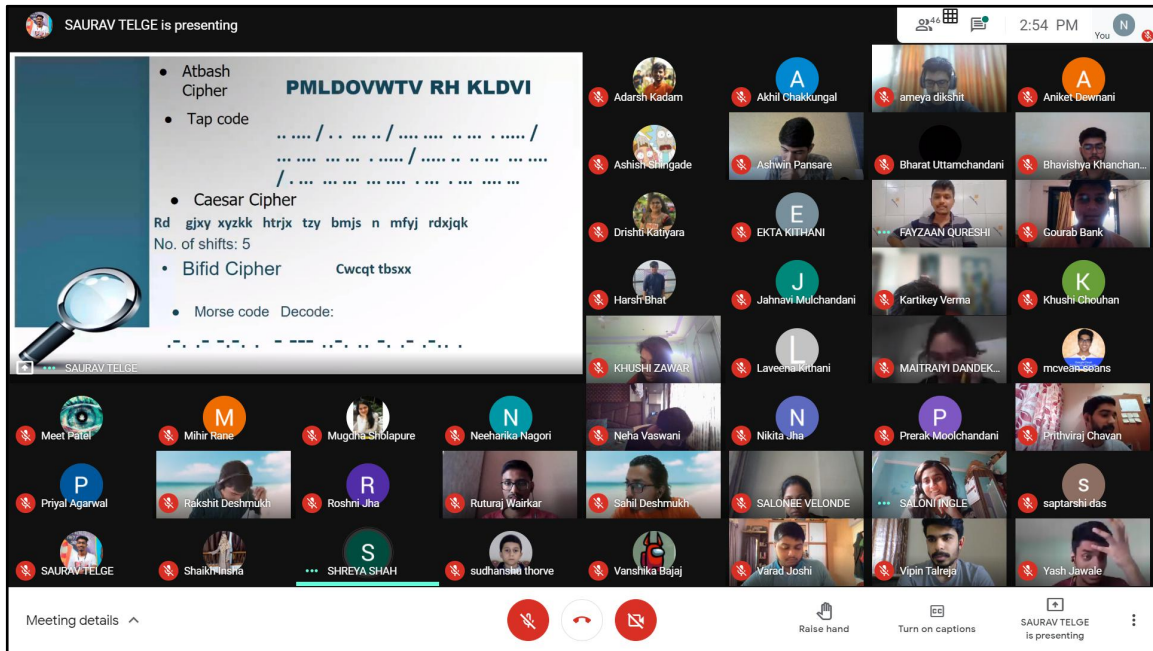 SAURAV TELGE is presenting
46
2:54 PM
You
N
Atbash
Cipher
PMLDOVWTV RH KLDVI
Tap code
.. .... / . . ... .. / .... .... .. ... . ..... /
... .... ... ... . .... / ..... .. .. ... ... ....
/ . ... ... ... .... . ... . ... .... ...
Caesar Cipher
Rd gjxy xyzkk htrjx tzy bmjs n mfyj rdxjqk
No. of shifts: 5
Bifid Cipher Cwcqt tbsxx
Morse code Decode:
.-. .- -.-. . - --- ..-. .. -. .- .-.. .
SAURAV TELGE
Adarsh Kadam
A
Akhil Chakkungal
ameya dikshit
A
Aniket Dewnani
Ashish Shingade
Ashwin Pansare
Bharat Uttamchandani
Bhavishya Khanchan...
Drishti Katiyara
E
EKTA KITHANI
FAYZAAN QURESHI
Gourab Bank
Harsh Bhat
J
Jahnavi Mulchandani
Kartikey Verma
K
Khushi Chouhan
KHUSHI ZAWAR
L
Laveena Kithani
MAITRAIYI DANDEK...
mcvean soans
Meet Patel
M
Mihir Rane
Mugdha Sholapure
N
Neeharika Nagori
Neha Vaswani
N
Nikita Jha
P
Prerak Moolchandani
Prithviraj Chavan
P
Priyal Agarwal
Rakshit Deshmukh
R
Roshni Jha
Ruturaj Wairkar
Sahil Deshmukh
SALONEE VELONDE
SALONI INGLE
S
saptarshi das
SAURAV TELGE
Shaikh Insha
S
SHREYA SHAH
sudhanshu thorve
Vanshika Bajaj
Varad Joshi
Vipin Talreja
Yash Jawale
Meeting details
Raise hand
CC
Turn on captions
SAURAV TELGE
is presenting